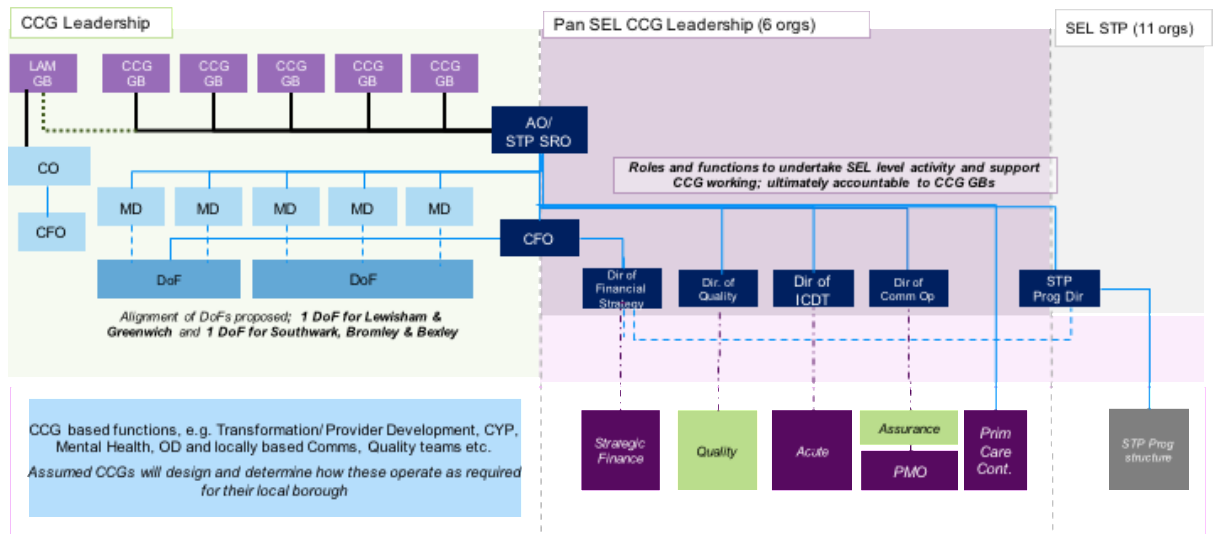 CCG Leadership
Pan SEL CCG Leadership (6 orgs)
SEL STP (11 orgs)
LAM
GB
CCG
GB
CCG
GB
CCG
GB
CCG
GB
CCG
GB
AO/
STP SRO
CO
Roles and functions to undertake SEL level activity and support
CCG working; ultimately accountable to CCG GBs
MD
MD
MD
MD
MD
CFO
CFO
DoF
DoF
Dir of
Financial
Strategy
Dir. of
Quality
Dir of
ICDT
Dir of
Comm Op
STP
Prog Dir
Alignment of DoFs proposed; 1 DoF for Lewisham &
Greenwich and 1 DoF for Southwark, Bromley & Bexley
CCG based functions, e.g. Transformation/ Provider Development, CYP,
Mental Health, OD and locally based Comms, Quality teams etc.
Assumed CCGs will design and determine how these operate as required
for their local borough
Strategic
Finance
Quality
Acute
Assurance
PMO
Prim
Care
Cont.
STP Prog
structure